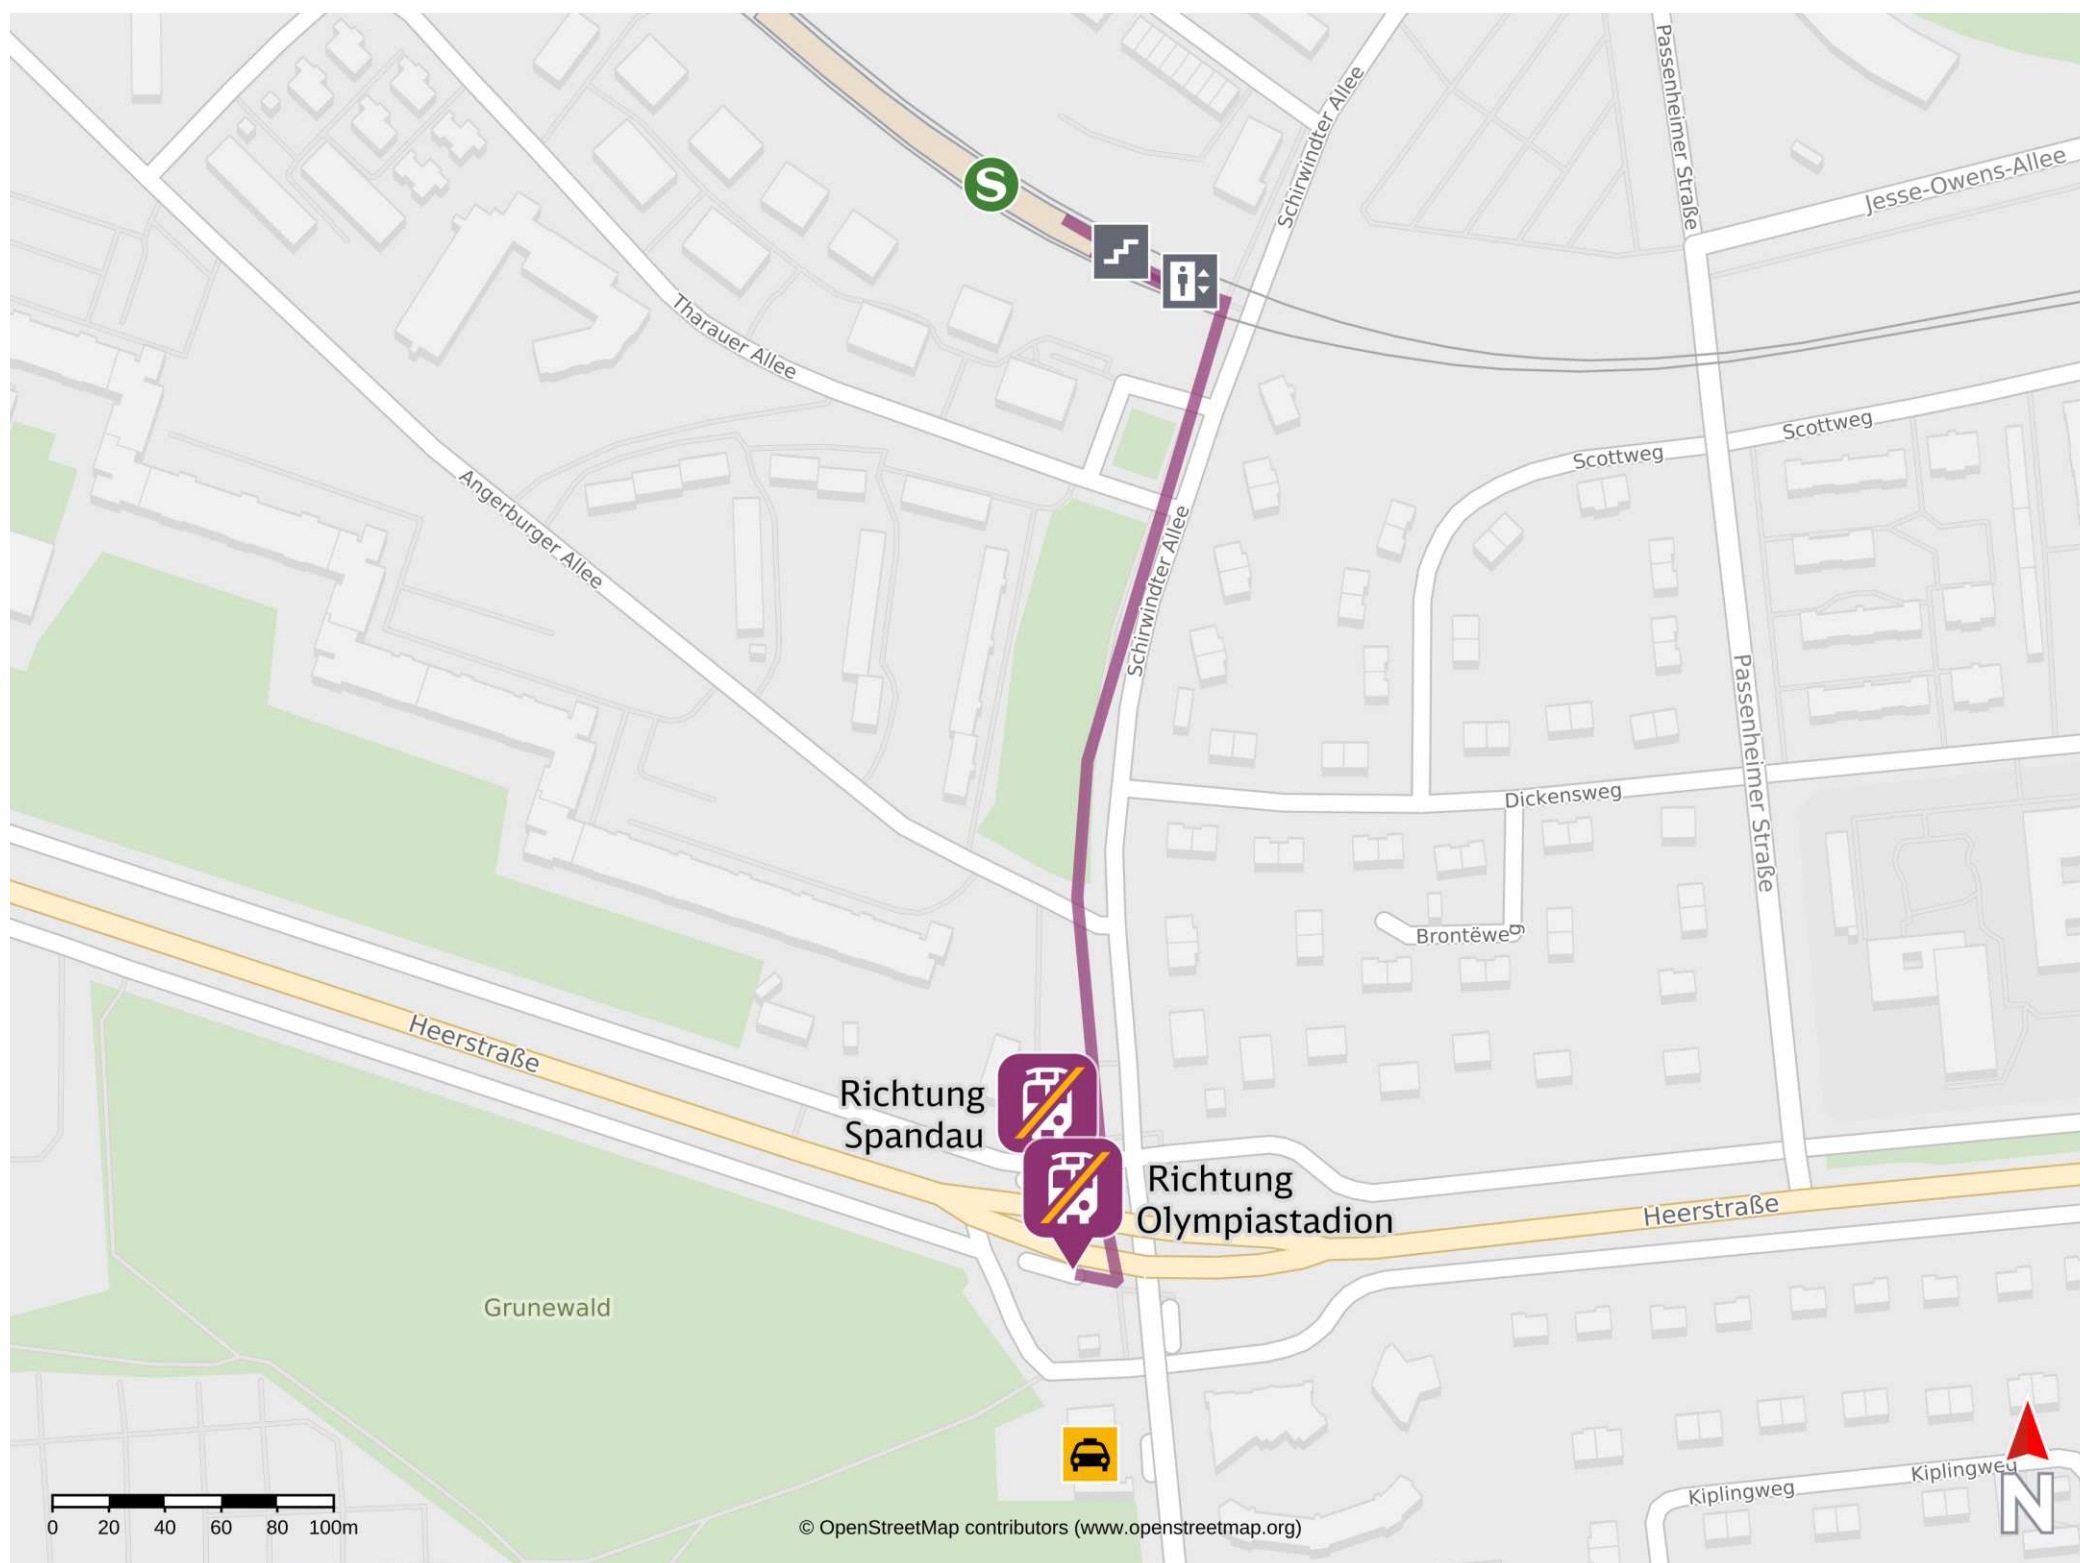 Passenheimer Straße
Schirwindter Allee
Jesse-Owens-Allee
S
Tharauer Allee
Scottweg
Scottweg
Angerburger Allee
Schirwindter Allee
Passenheimer Straße
Dickensweg
Brontëweg
Heerstraße
Richtung
Spandau
Richtung
Olympiastadion
Heerstraße
Grunewald
Kiplingweg
Kiplingweg
N
0 20 40 60 80 100m
© OpenStreetMap contributors (www.openstreetmap.org)